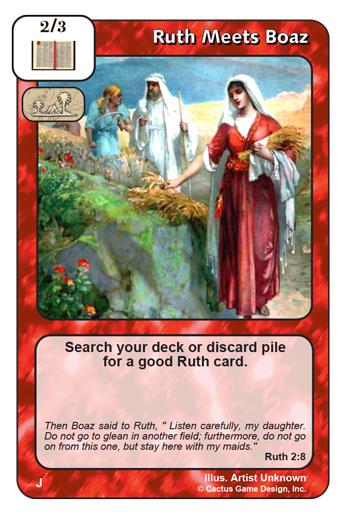 2/3
Ruth Meets Boaz
Search your deck or discard pile
for a good Ruth card.
Then Boaz said to Ruth, " Listen carefully, my daughter.
Do not go to glean in another field; furthermore, do not go
on from this one, but stay here with my maids."
Ruth 2:8
J
Illus. Artist Unknown
© Cactus Game Design, Inc.